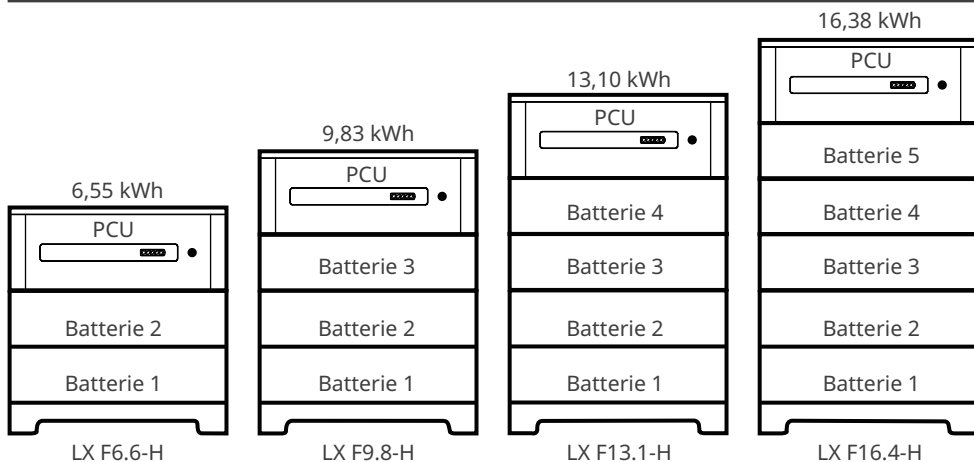 6,55 kWh
PCU
Batterie 2
Batterie 1
LX F6.6-H
9,83 kWh
PCU
Batterie 3
Batterie 2
Batterie 1
LX F9.8-H
13,10 kWh
PCU
Batterie 4
Batterie 3
Batterie 2
Batterie 1
LX F13.1-H
16,38 kWh
PCU
Batterie 5
Batterie 4
Batterie 3
Batterie 2
Batterie 1
LX F16.4-H